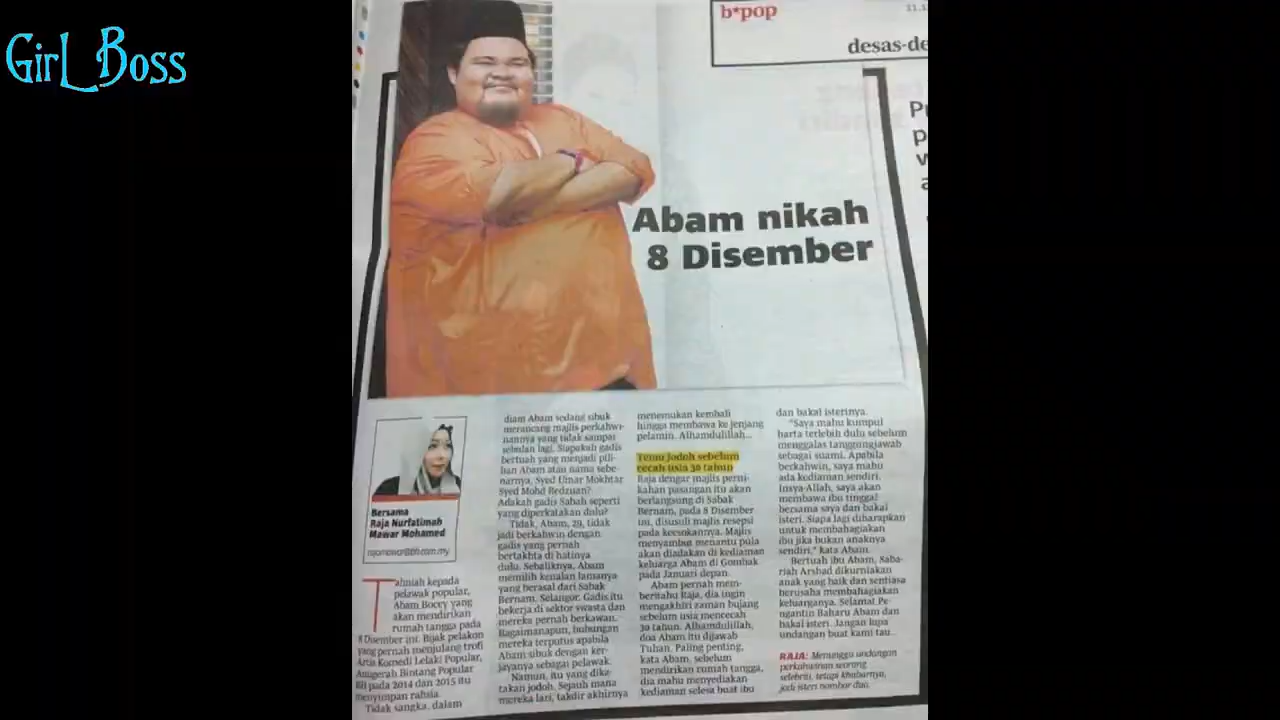 Girl Boss
b*pop
desas-de
Abam nikah
8 Disember
Bersama
Raja Nurfatimah
Mawar Mohamed
rajamawar@bh.com.my
Tahniah kepada
pelawak popular,
Abam Bocey yang
akan mendirikan
rumah tangga pada
8 Disember ini. Bijak pelakon
yang pernah menjulang trofi
Artis Komedi Lelaki Popular,
Anugerah Bintang Popular
BH pada 2014 dan 2015 itu
menyimpan rahsia.
Tidak sangka, dalam
diam Abam sedang sibuk
merancang majlis perkahwi-
nannya yang tidak sampai
sebulan lagi. Siapakah gadis
bertuah yang menjadi pili-
han Abam atau nama sebe-
narnya, Syed Umar Mokhtar
Syed Mohd Redzuan?
Adakah gadis Sabah seperti
yang diperkatakan dulu?
Tidak, Abam, 29, tidak
jadi berkahwin dengan
gadis yang pernah
bertakhta di hatinya
dulu. Sebaliknya, Abam
memilih kenalan lamanya
yang berasal dari Sabak
Bernam, Selangor. Gadis itu
bekerja di sektor swasta dan
mereka pernah berkawan.
Bagaimanapun, hubungan
mereka terputus apabila
Abam sibuk dengan ker-
jayanya sebagai pelawak.
Namun, itu yang dika-
takan jodoh. Sejauh mana
mereka lari, takdir akhirnya
menemukan kembali
hingga membawa ke jenjang
pelamin. Alhamdulillah...
Temu jodoh sebelum
cecah usia 30 tahun
Raja dengar majlis perni-
kahan pasangan itu akan
berlangsung di Sabak
Bernam, pada 8 Disember
ini, disusuli majlis resepsi
pada keesokannya. Majlis
menyambut menantu pula
akan diadakan di kediaman
keluarga Abam di Gombak
pada Januari depan.
Abam pernah mem-
beritahu Raja, dia ingin
mengakhiri zaman bujang
sebelum usia mencecah
30 tahun. Alhamdulillah,
doa Abam itu dijawab
Tuhan. Paling penting,
kata Abam, sebelum
mendirikan rumah tangga,
dia mahu menyediakan
kediaman selesa buat ibu
dan bakal isterinya.
"Saya mahu kumpul
harta terlebih dulu sebelum
menggalas tanggungjawab
sebagai suami. Apabila
berkahwin, saya mahu
ada kediaman sendiri.
Insya-Allah, saya akan
membawa ibu tinggal
bersama saya dan bakal
isteri. Siapa lagi diharapkan
untuk membahagiakan
ibu jika bukan anaknya
sendiri," kata Abam.
Bertuah ibu Abam, Saba-
riah Arshad dikurniakan
anak yang baik dan sentiasa
berusaha membahagiakan
keluarganya. Selamat Pe-
ngantin Baharu Abam dan
bakal isteri. Jangan lupa
undangan buat kami tau...
RAJA: Menunggu undangan
perkahwinan seorang
selebriti, tetapi khabarnya,
jadi isteri nombor dua.